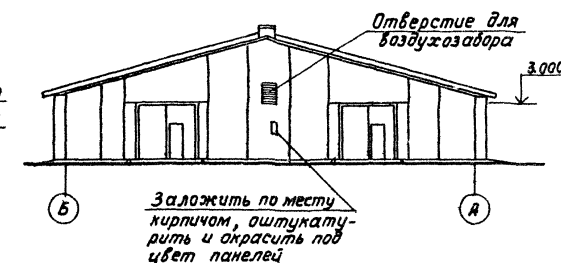 Отверстие для
воздухозабора
3.000
Б
А
Заложить по месту
кирпичом, оштукату-
рить и окрасить под
цвет панелей